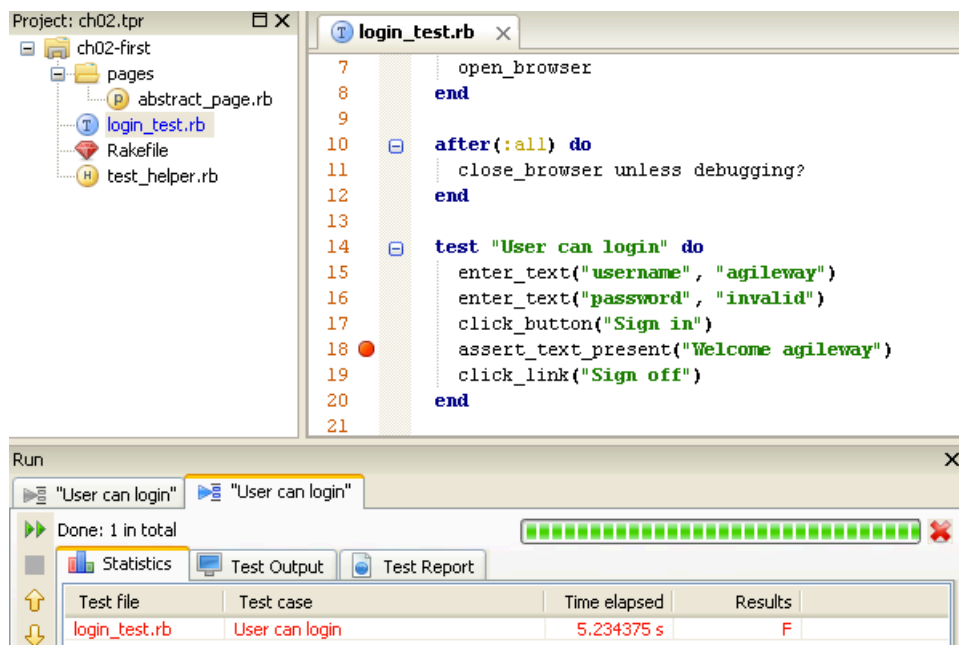 Project: ch02.tpr
ch02-first
pages
P abstract_page.rb
T login_test.rb
Rakefile
H test_helper.rb
T login_test.rb
7 open_browser
8 end
9
10 after(:all) do
11 close_browser unless debugging?
12 end
13
14 test "User can login" do
15 enter_text("username", "agileway")
16 enter_text("password", "invalid")
17 click_button("Sign in")
18 assert_text_present("Welcome agileway")
19 click_link("Sign off")
20 end
21
Run
"User can login" "User can login"
Done: 1 in total
Statistics Test Output Test Report
Test file Test case Time elapsed Results
login_test.rb User can login 5.234375 s F